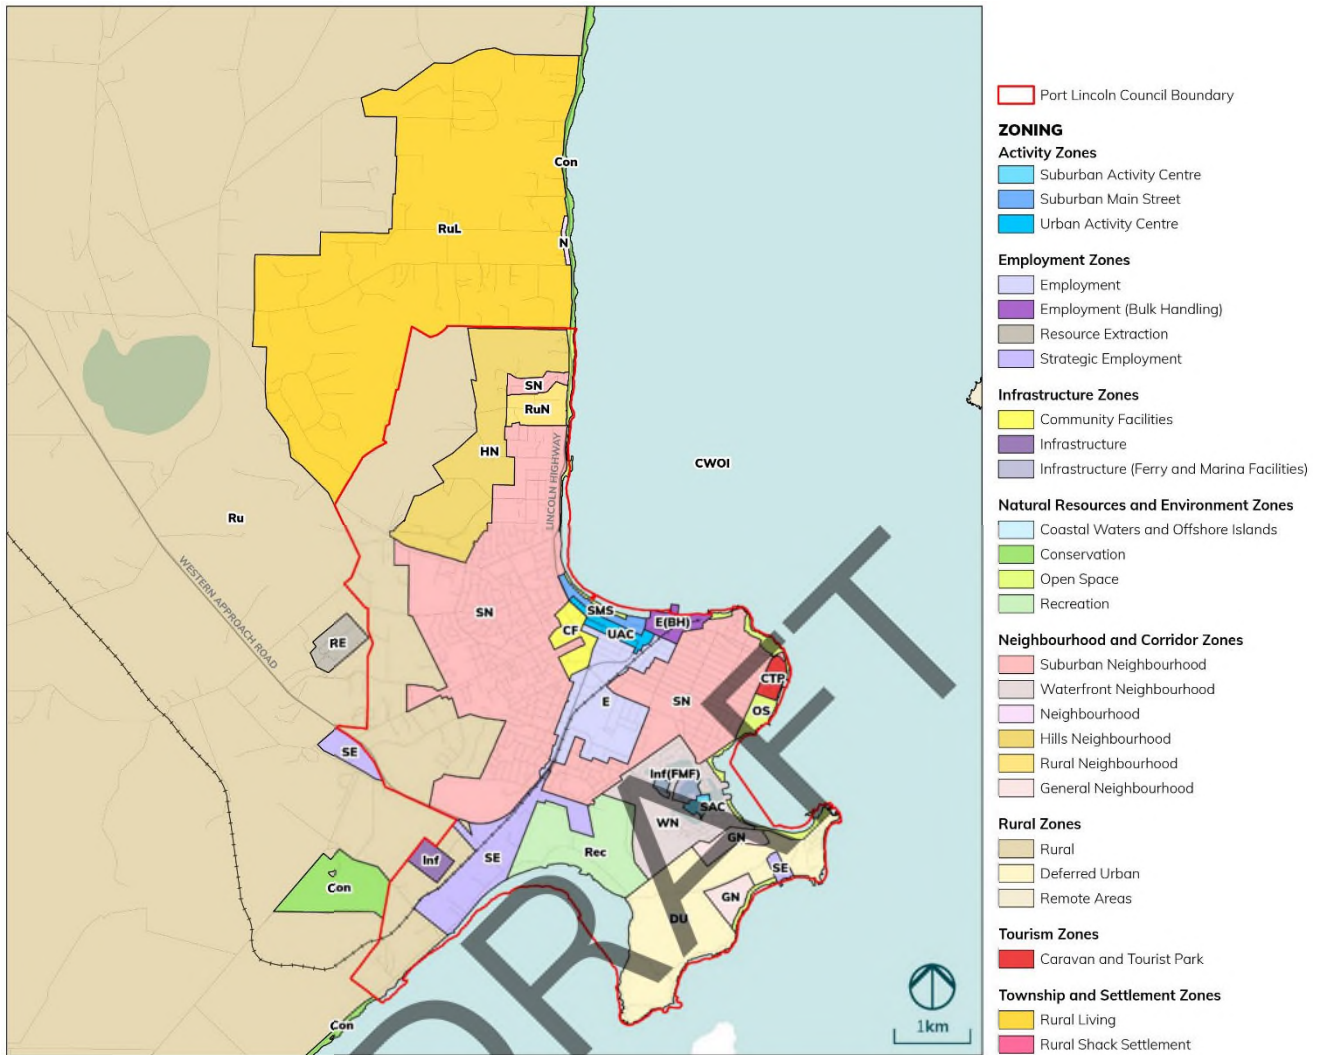 Con
RuL
N
SN
RuN
HN
LINCOLN HIGHWAY
CWOI
Ru
WESTERN APPROACH ROAD
SN
SMS
E(BH)
CF
UAC
RE
CTP
SN
E
OS
SE
Inf(FMF)
SAC
WN
GN
Inf
SE
Rec
SE
Con
GN
DU
Con
1km
DRAFT
Port Lincoln Council Boundary
ZONING
Activity Zones
Suburban Activity Centre
Suburban Main Street
Urban Activity Centre
Employment Zones
Employment
Employment (Bulk Handling)
Resource Extraction
Strategic Employment
Infrastructure Zones
Community Facilities
Infrastructure
Infrastructure (Ferry and Marina Facilities)
Natural Resources and Environment Zones
Coastal Waters and Offshore Islands
Conservation
Open Space
Recreation
Neighbourhood and Corridor Zones
Suburban Neighbourhood
Waterfront Neighbourhood
Neighbourhood
Hills Neighbourhood
Rural Neighbourhood
General Neighbourhood
Rural Zones
Rural
Deferred Urban
Remote Areas
Tourism Zones
Caravan and Tourist Park
Township and Settlement Zones
Rural Living
Rural Shack Settlement